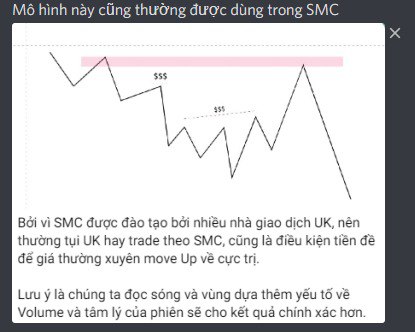 Mô hình này cũng thường được dùng trong SMC
$$$
$$$
Bởi vì SMC được đào tạo bởi nhiều nhà giao dịch UK, nên
thường tụi UK hay trade theo SMC, cũng là điều kiện tiền đề
để giá thường xuyên move Up về cực trị.
Lưu ý là chúng ta đọc sóng và vùng dựa thêm yếu tố về
Volume và tâm lý của phiên sẽ cho kết quả chính xác hơn.